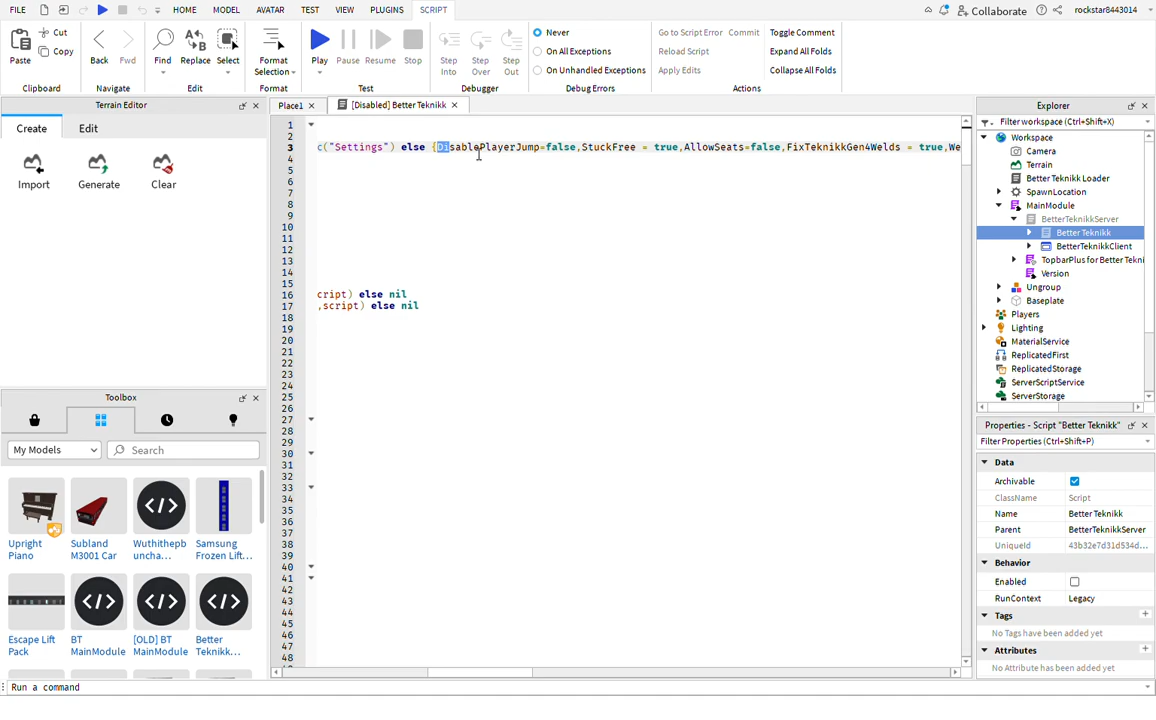 FILE HOME MODEL AVATAR TEST VIEW PLUGINS SCRIPT Collaborate rockstar8443014
Paste Cut Copy Back Fwd Find Replace Select Format Selection Play Pause Resume Stop Step Into Step Over Step Out
Never
On All Exceptions
On Unhandled Exceptions
Go to Script Error Commit
Reload Script
Apply Edits
Toggle Comment
Expand All Folds
Collapse All Folds
Clipboard Navigate Edit Format Test Debugger Debug Errors Actions
Terrain Editor
Create Edit
Import Generate Clear
Place1 [Disabled] Better Teknikk
1
2
3 c("Settings") else {DisablePlayerJump=false,StuckFree = true,AllowSeats=false,FixTeknikkGen4Welds = true,We
4
5
6
7
8
9
10
11
12
13
14
15
16 cript) else nil
17 ,script) else nil
18
19
20
21
22
23
24
25
26
27
28
29
30
31
32
33
34
35
36
37
38
39
40
41
42
43
44
45
46
47
48
Toolbox
My Models Search
Upright Piano
Subland M3001 Car
Wuthithepb uncha...
Samsung Frozen Lift...
Escape Lift Pack
BT MainModule
[OLD] BT MainModule
Better Teknikk...
Explorer
Filter workspace (Ctrl+Shift+X)
Workspace
Camera
Terrain
Better Teknikk Loader
SpawnLocation
MainModule
BetterTeknikkServer
Better Teknikk
BetterTeknikkClient
TopbarPlus for Better Tekni
Version
Ungroup
Baseplate
Players
Lighting
MaterialService
ReplicatedFirst
ReplicatedStorage
ServerScriptService
ServerStorage
Properties - Script "Better Teknikk"
Filter Properties (Ctrl+Shift+P)
Data
Archivable
ClassName Script
Name Better Teknikk
Parent BetterTeknikkServer
UniqueId 43b32e7d31d534d...
Behavior
Enabled
RunContext Legacy
Tags
No Tags have been added yet
Attributes
No Attribute has been added yet
Run a command